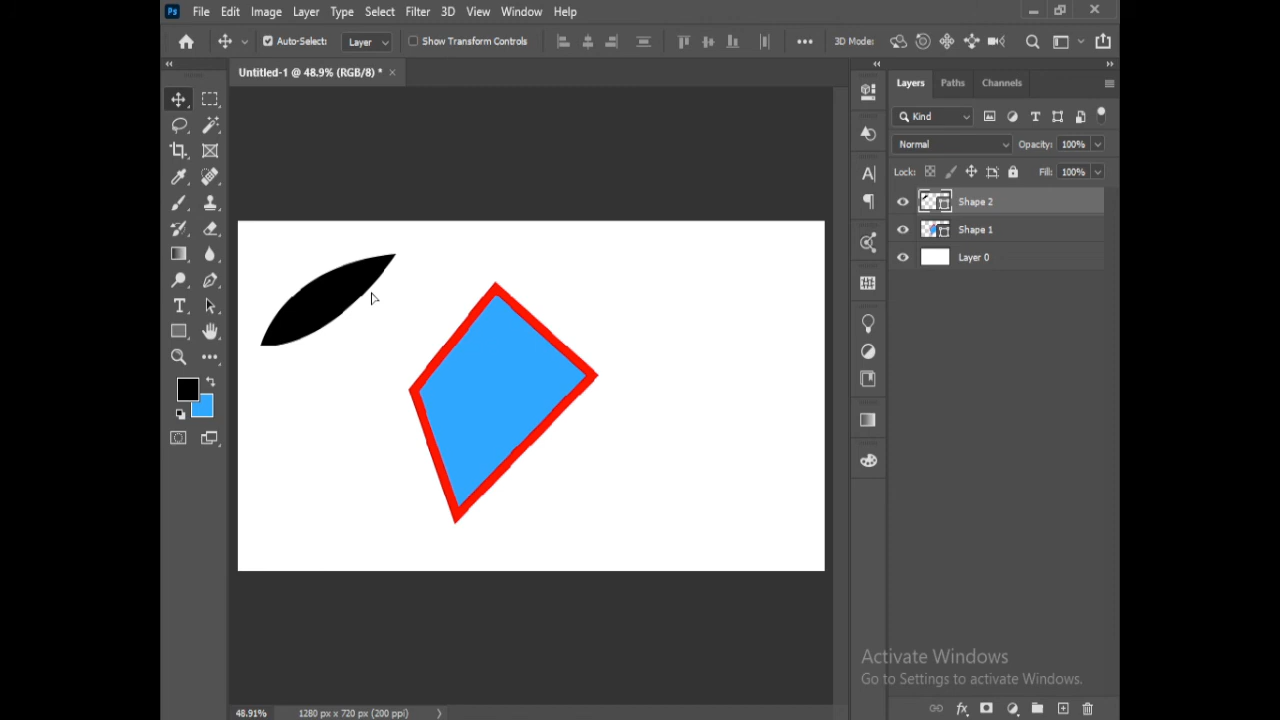 Ps File Edit Image Layer Type Select Filter 3D View Window Help
Auto-Select: Layer Show Transform Controls 3D Mode:
Untitled-1 @ 48.9% (RGB/8) *
Layers Paths Channels
Kind
Normal Opacity: 100%
Lock: Fill: 100%
Shape 2
Shape 1
Layer 0
Activate Windows
Go to Settings to activate Windows.
48.91% 1280 px x 720 px (200 ppi)